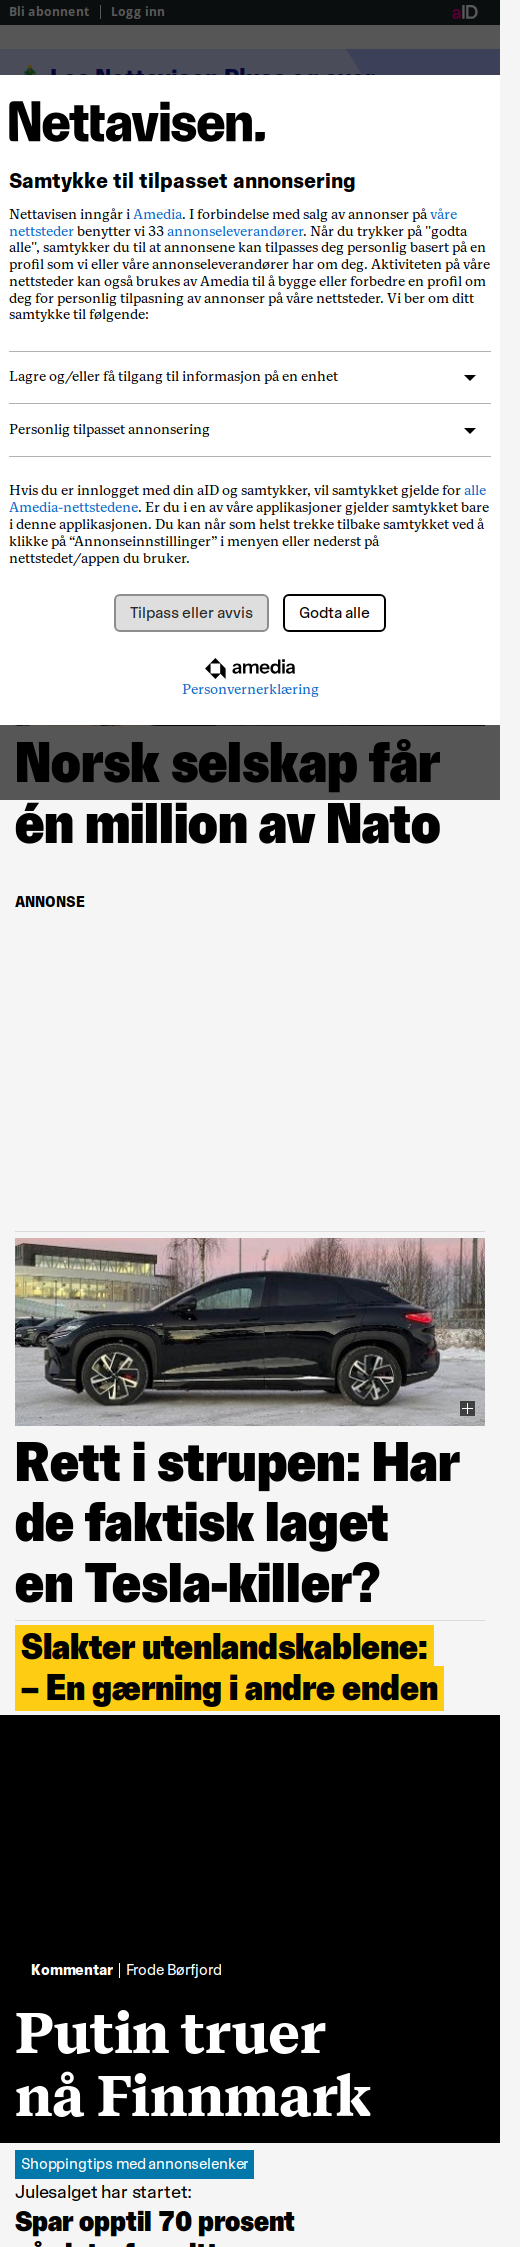 Bli abonnent
Logg inn
aID
Nettavisen.
Samtykke til tilpasset annonsering
Nettavisen inngår i Amedia. I forbindelse med salg av annonser på våre
nettsteder benytter vi 33 annonseleverandører. Når du trykker på "godta
alle", samtykker du til at annonsene kan tilpasses deg personlig basert på en
profil som vi eller våre annonseleverandører har om deg. Aktiviteten på våre
nettsteder kan også brukes av Amedia til å bygge eller forbedre en profil om
deg for personlig tilpasning av annonser på våre nettsteder. Vi ber om ditt
samtykke til følgende:
Lagre og/eller få tilgang til informasjon på en enhet
Personlig tilpasset annonsering
Hvis du er innlogget med din aID og samtykker, vil samtykket gjelde for alle
Amedia-nettstedene. Er du i en av våre applikasjoner gjelder samtykket bare
i denne applikasjonen. Du kan når som helst trekke tilbake samtykket ved å
klikke på “Annonseinnstillinger” i menyen eller nederst på
nettstedet/appen du bruker.
Tilpass eller avvis
Godta alle
amedia
Personvernerklæring
Norsk selskap får
én million av Nato
ANNONSE
Rett i strupen: Har
de faktisk laget
en Tesla-killer?
Slakter utenlandskablene:
– En gærning i andre enden
Kommentar | Frode Børfjord
Putin truer
nå Finnmark
Shoppingtips med annonselenker
Julesalget har startet:
Spar opptil 70 prosent